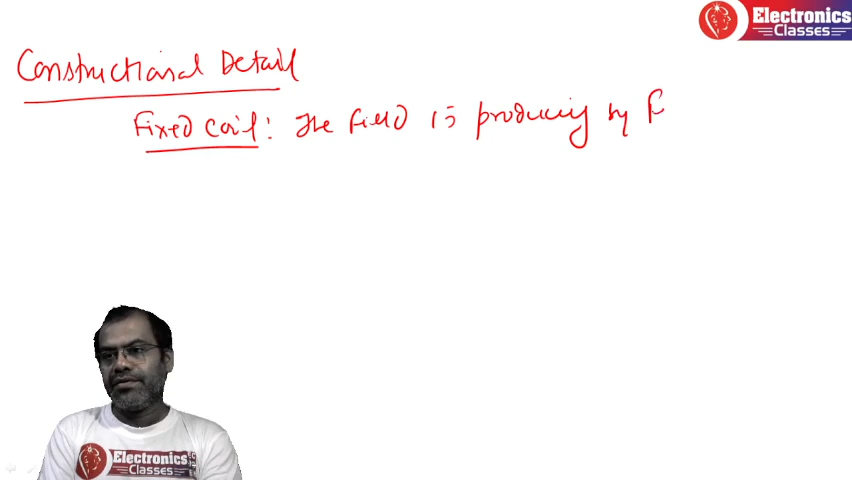 Electronics
Classes
Constructional Detail
Fixed Coil: The Field is producing by F
Electronics
Classes